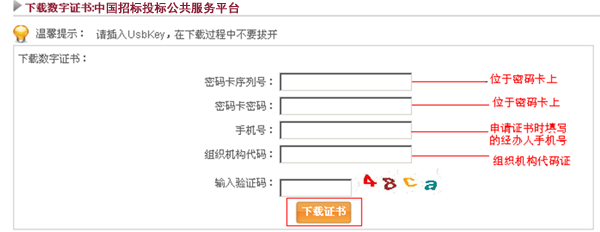 下载数字证书:中国招标投标公共服务平台
温馨提示： 请插入UsbKey，在下载过程中不要拔开
下载数字证书：
密码卡序列号： 位于密码卡上
密码卡密码： 位于密码卡上
手机号： 申请证书时填写
的经办人手机号
组织机构代码： 组织机构代码证
输入验证码： 48ca
下载证书